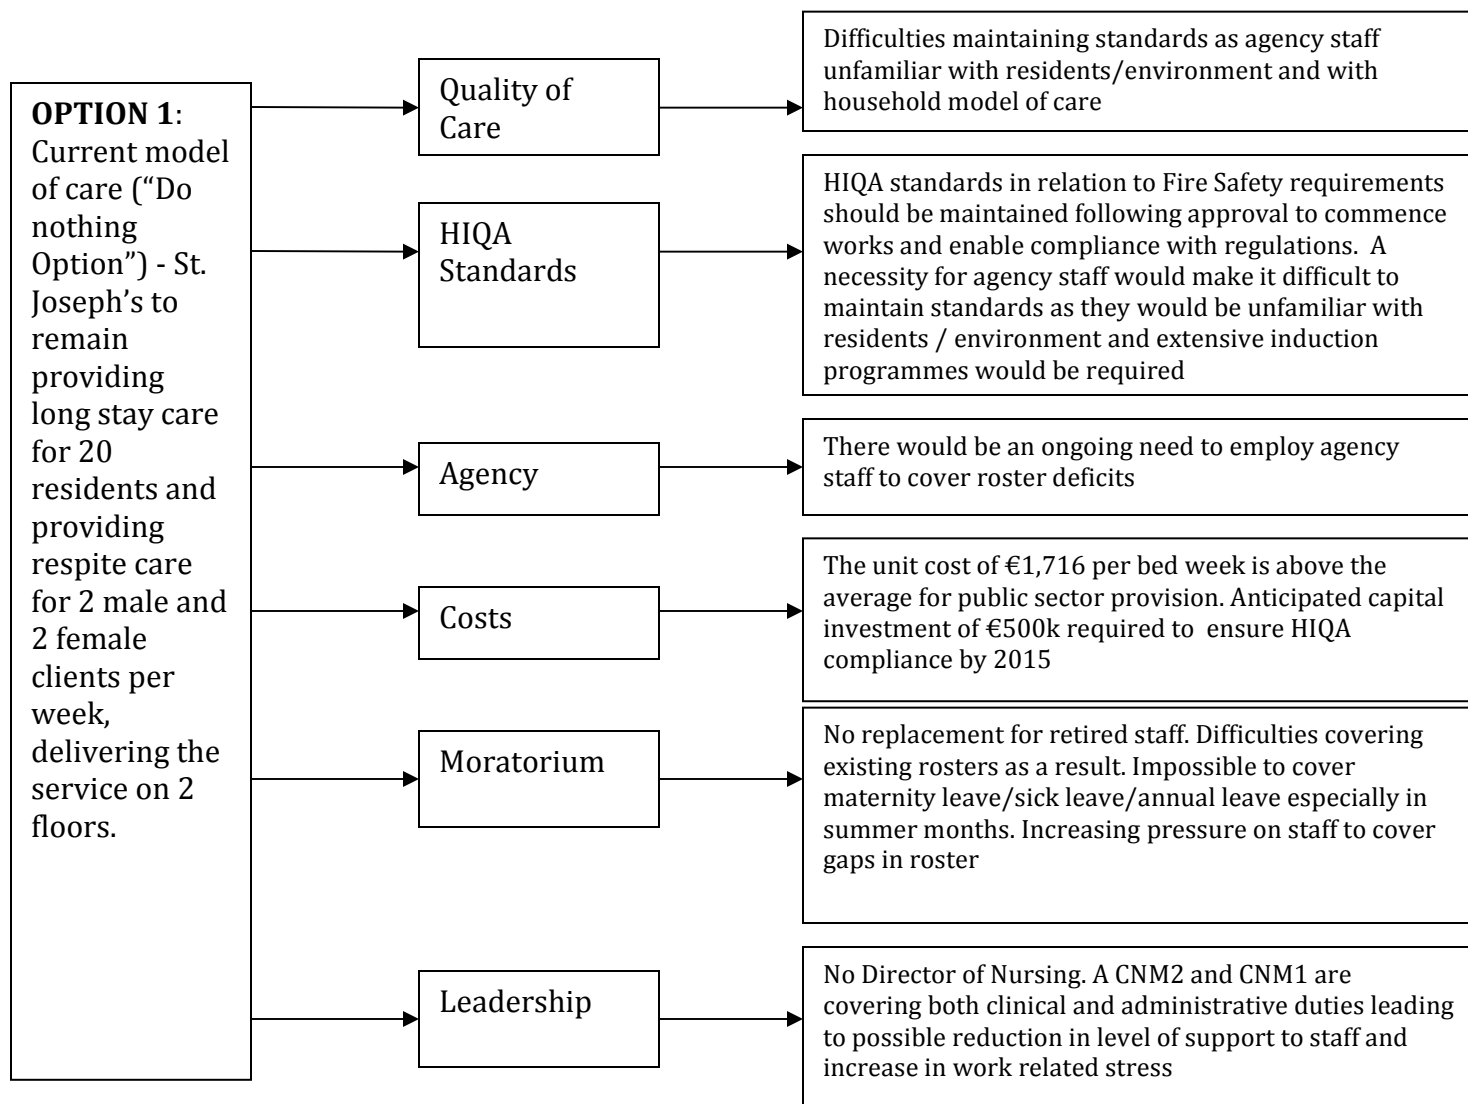 OPTION 1:
Current model
of care (“Do
nothing
Option”) - St.
Joseph’s to
remain
providing
long stay care
for 20
residents and
providing
respite care
for 2 male and
2 female
clients per
week,
delivering the
service on 2
floors.
Quality of
Care
Difficulties maintaining standards as agency staff
unfamiliar with residents/environment and with
household model of care
HIQA
Standards
HIQA standards in relation to Fire Safety requirements
should be maintained following approval to commence
works and enable compliance with regulations. A
necessity for agency staff would make it difficult to
maintain standards as they would be unfamiliar with
residents / environment and extensive induction
programmes would be required
Agency
There would be an ongoing need to employ agency
staff to cover roster deficits
Costs
The unit cost of €1,716 per bed week is above the
average for public sector provision. Anticipated capital
investment of €500k required to ensure HIQA
compliance by 2015
Moratorium
No replacement for retired staff. Difficulties covering
existing rosters as a result. Impossible to cover
maternity leave/sick leave/annual leave especially in
summer months. Increasing pressure on staff to cover
gaps in roster
Leadership
No Director of Nursing. A CNM2 and CNM1 are
covering both clinical and administrative duties leading
to possible reduction in level of support to staff and
increase in work related stress